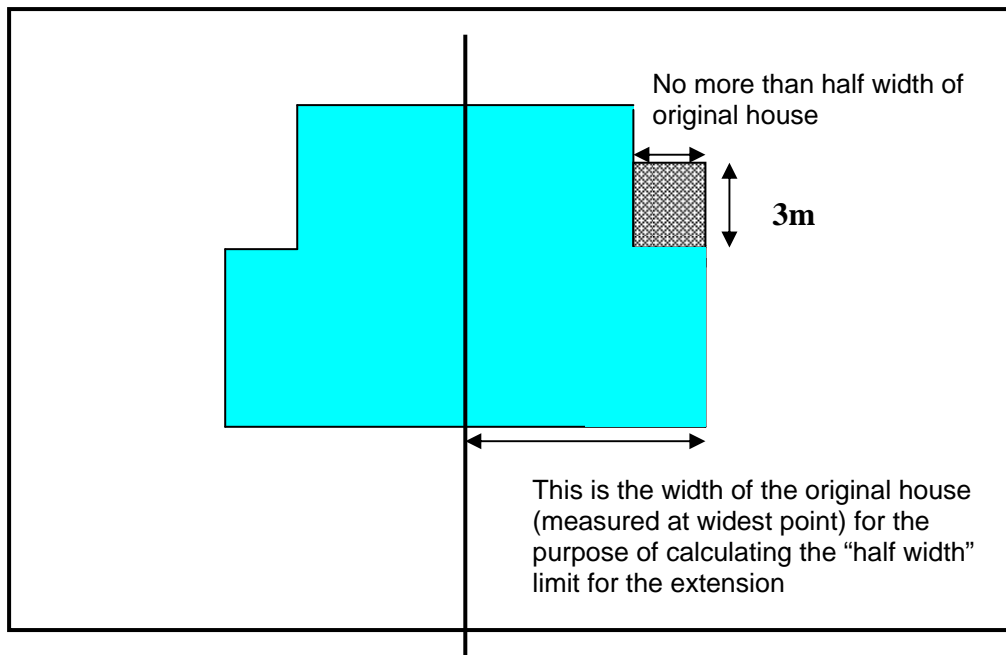 No more than half width of
original house
3m
This is the width of the original house
(measured at widest point) for the
purpose of calculating the “half width”
limit for the extension